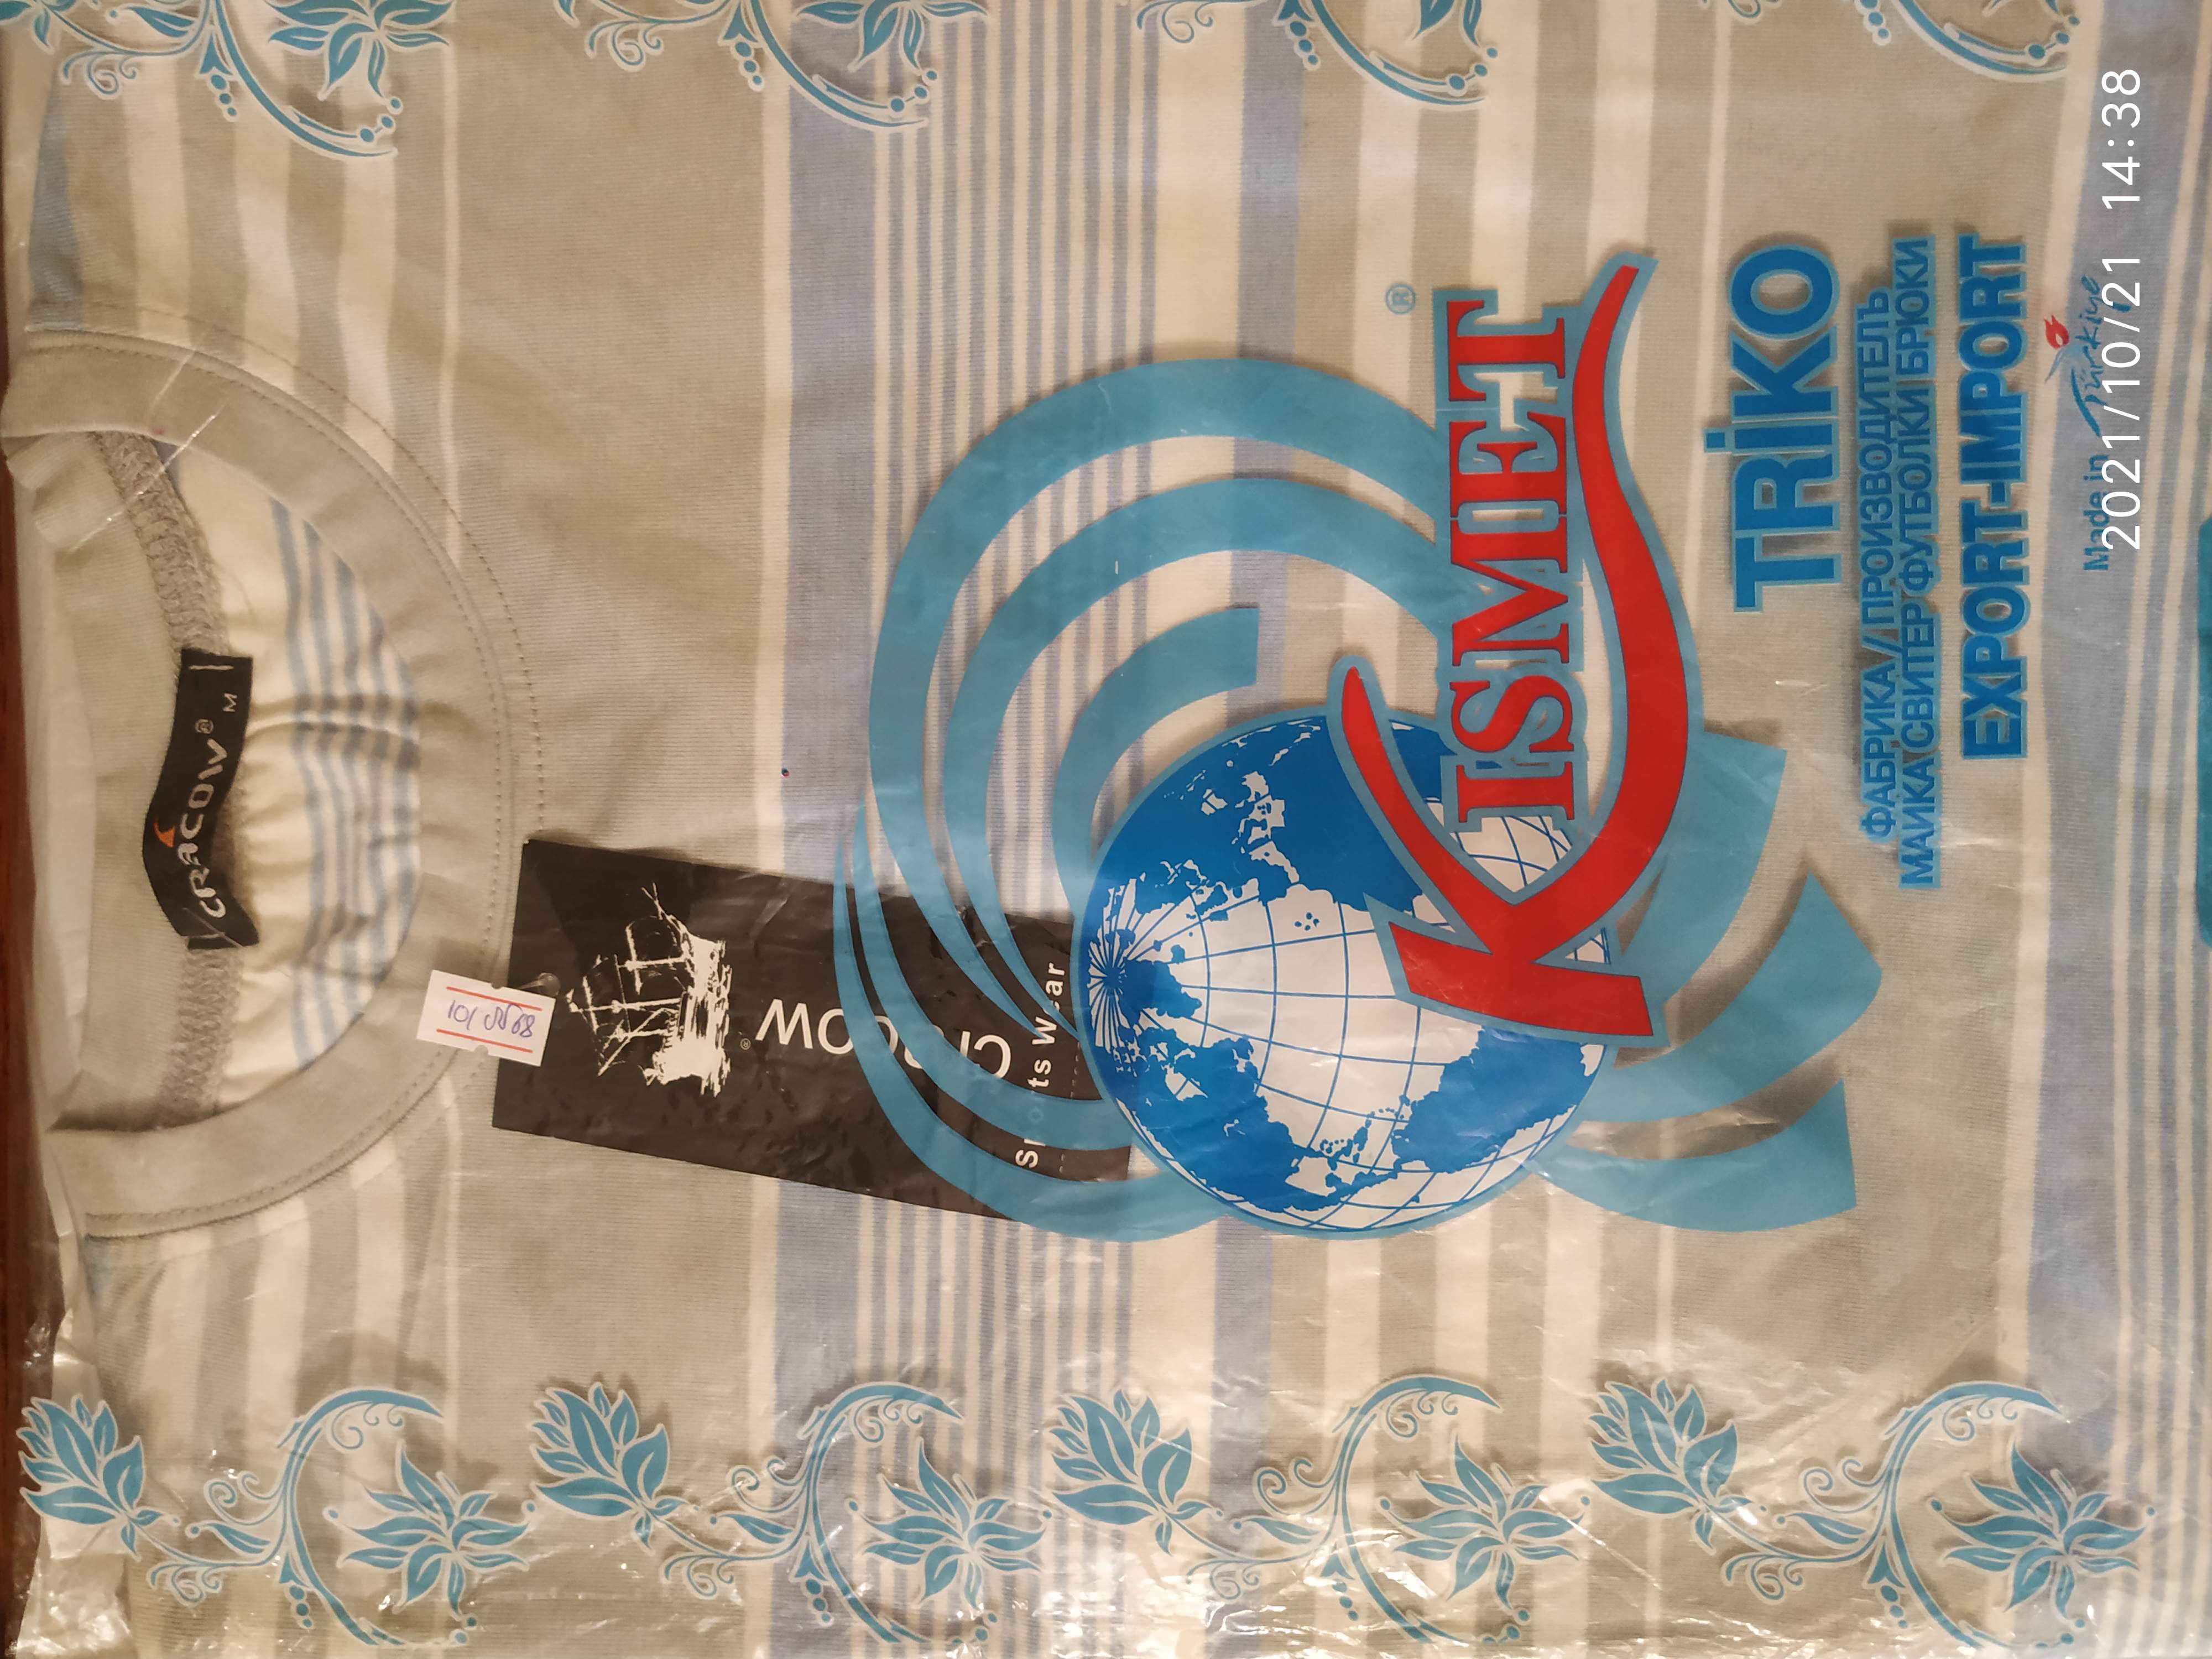 CRACOW®
M
®
cracow
Sports Wear
KISMET ®
TRİKO
ФАБРИКА / ПРОИЗВОДИТЕЛЬ
МАЙКА СВИТЕР ФУТБОЛКИ БРЮКИ
EXPORT-IMPORT
Made in Türkiye
2021/10/21 14:38